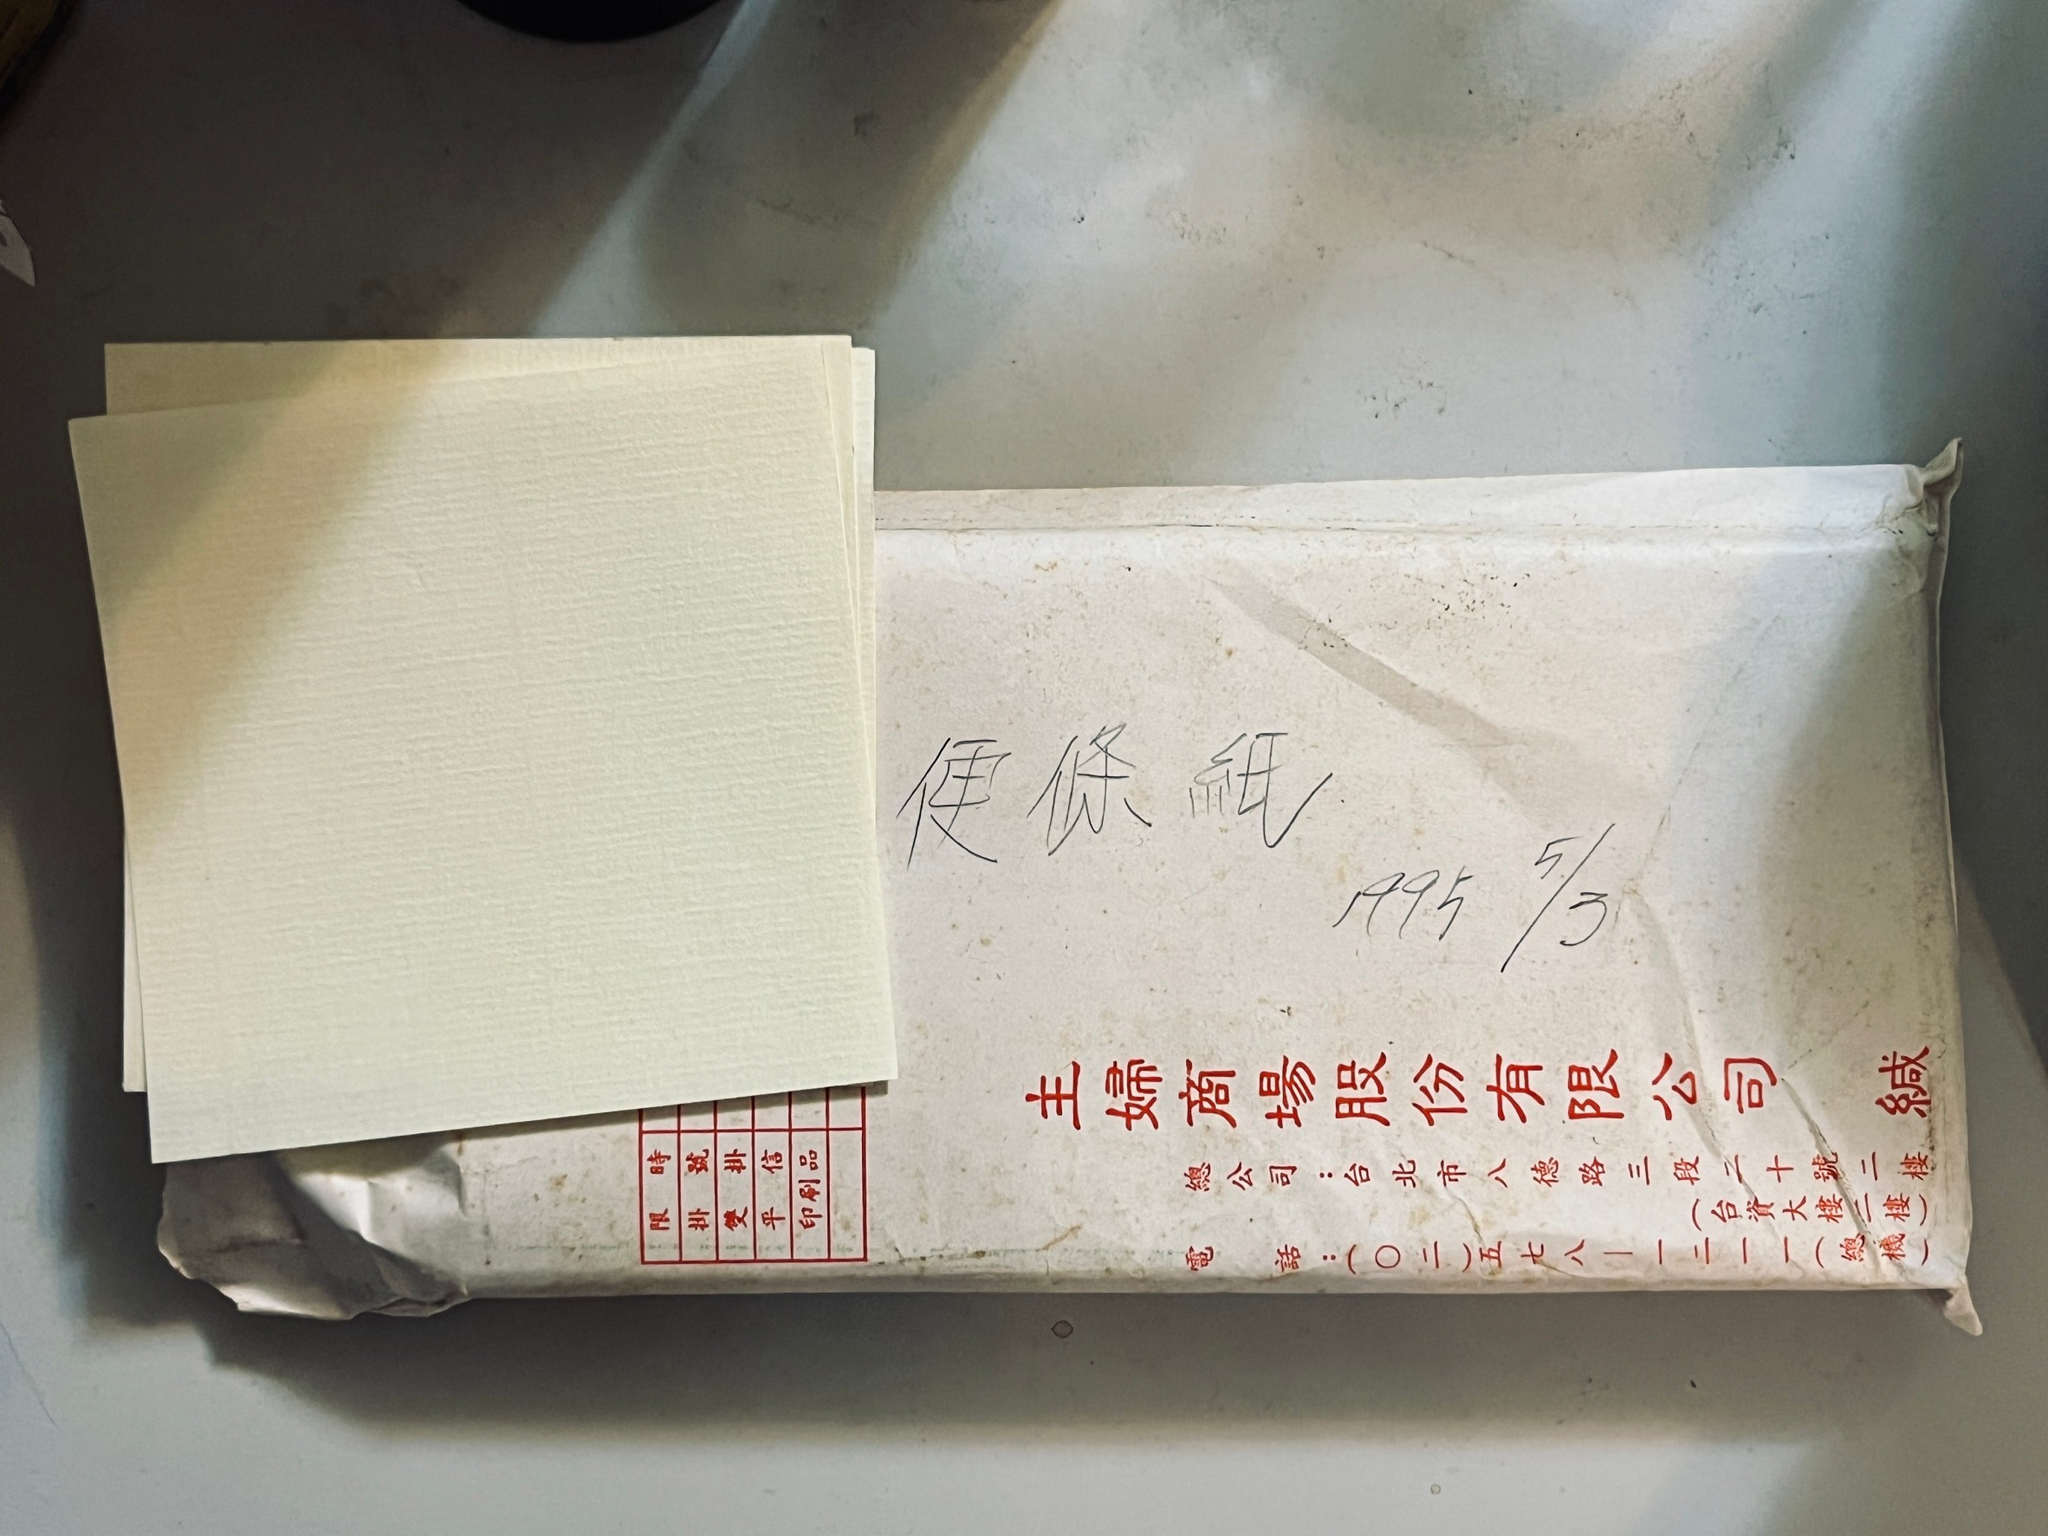 便條紙
1995 5/3
主婦商場股份有限公司 緘
總公司：台北市八德路三段二十號二樓
（台資大樓二樓）
電話：（〇二）五七八－一二一一（總機）
限時
掛號
雙掛
平信
印刷品